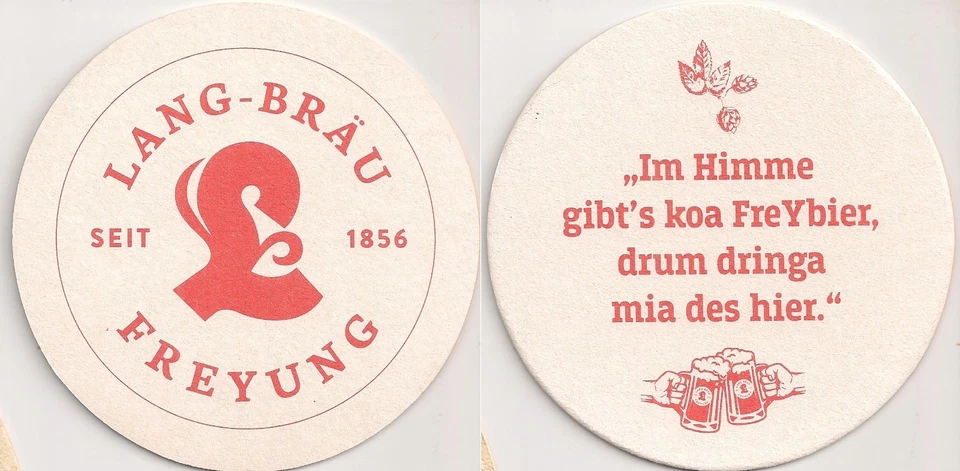 LANG-BRÄU
SEIT 1856
FREYUNG
„Im Himme
gibt's koa FreYbier,
drum dringa
mia des hier.“